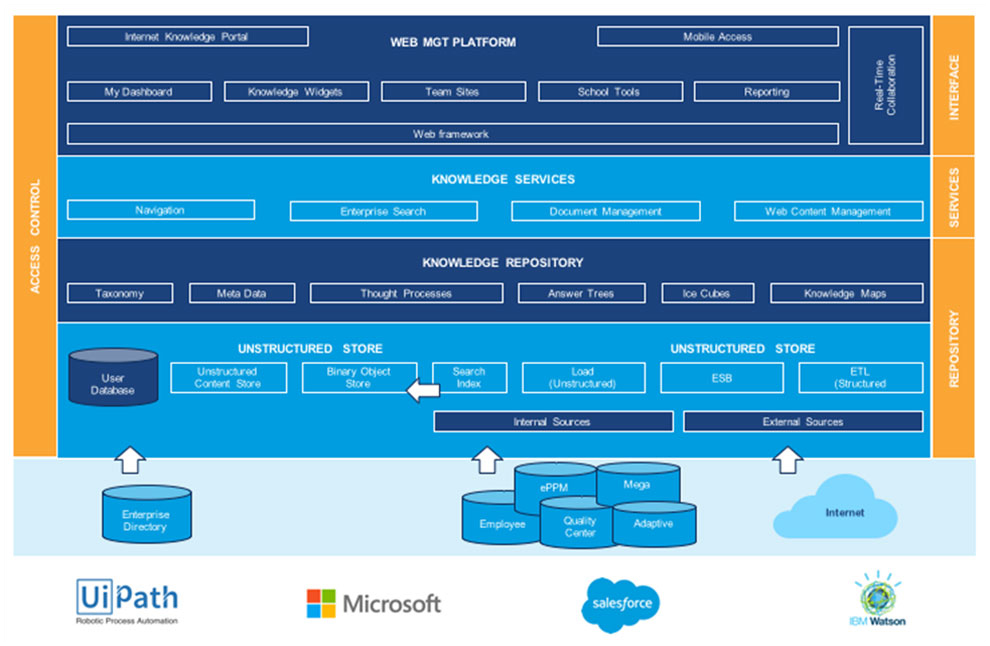 Internet Knowledge Portal
WEB MGT PLATFORM
Mobile Access
Real-Time
Collaboration
My Dashboard
Knowledge Widgets
Team Sites
School Tools
Reporting
Web framework
INTERFACE
ACCESS CONTROL
KNOWLEDGE SERVICES
Navigation
Enterprise Search
Document Management
Web Content Management
SERVICES
KNOWLEDGE REPOSITORY
Taxonomy
Meta Data
Thought Processes
Answer Trees
Ice Cubes
Knowledge Maps
REPOSITORY
UNSTRUCTURED STORE
UNSTRUCTURED STORE
User
Database
Unstructured
Content Store
Binary Object
Store
Search
Index
Load
(Unstructured)
ESB
ETL
(Structured
Internal Sources
External Sources
Enterprise
Directory
ePPM
Mega
Employee
Quality
Center
Adaptive
Internet
UiPath
Robotic Process Automation
Microsoft
salesforce
IBM Watson